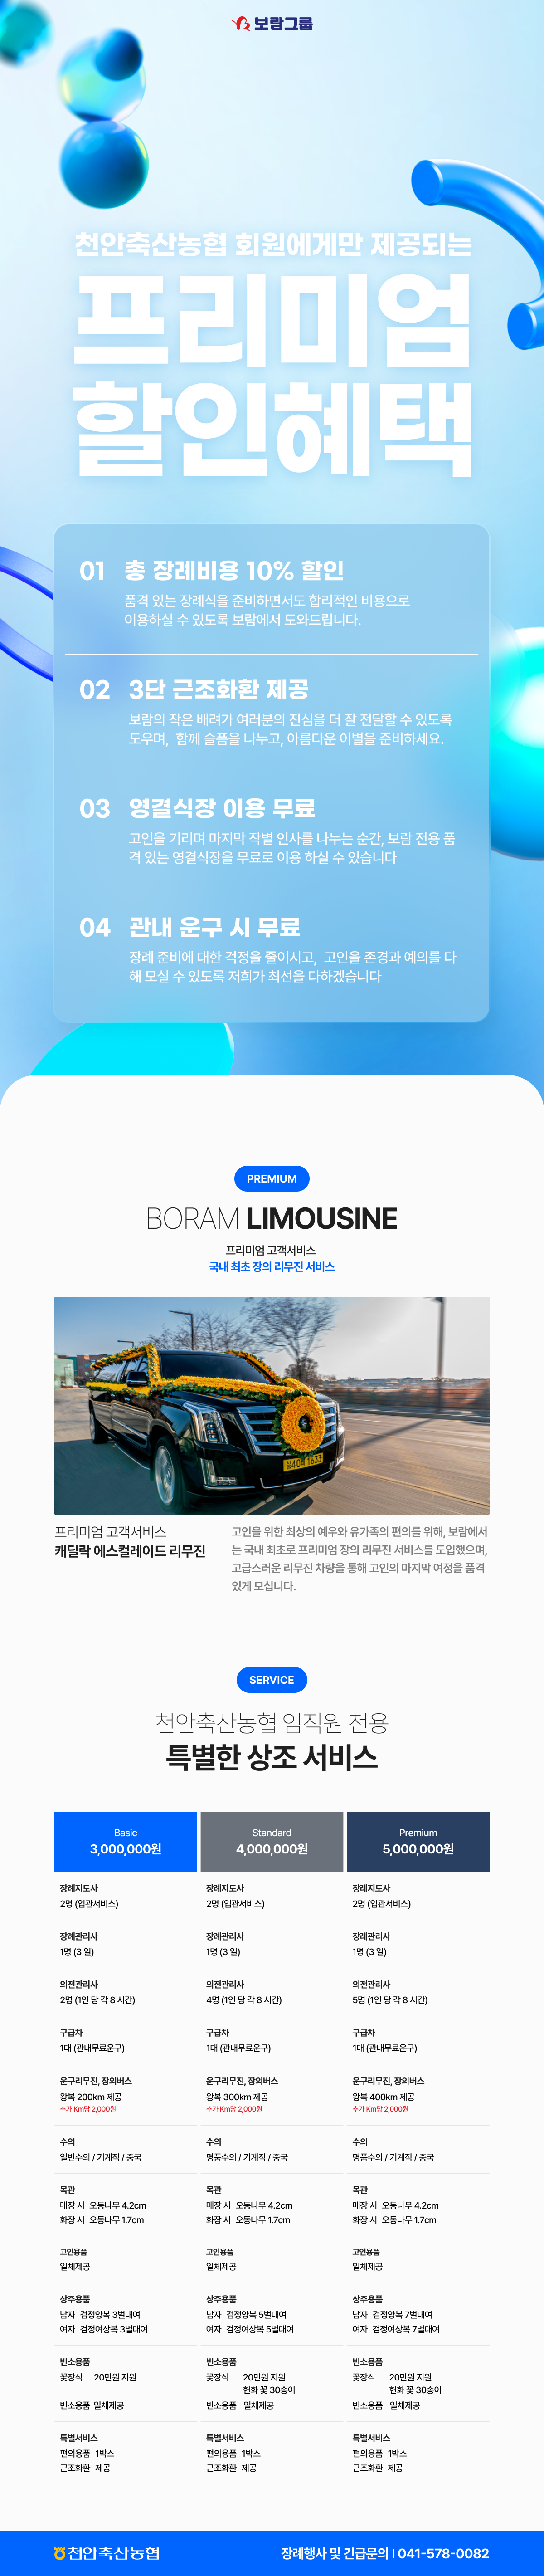 보람그룹
천안축산농협 회원에게만 제공되는
프리미엄
할인혜택
01 총 장례비용 10% 할인
품격 있는 장례식을 준비하면서도 합리적인 비용으로
이용하실 수 있도록 보람에서 도와드립니다.
02 3단 근조화환 제공
보람의 작은 배려가 여러분의 진심을 더 잘 전달할 수 있도록
도우며, 함께 슬픔을 나누고, 아름다운 이별을 준비하세요.
03 영결식장 이용 무료
고인을 기리며 마지막 작별 인사를 나누는 순간, 보람 전용 품
격 있는 영결식장을 무료로 이용 하실 수 있습니다
04 관내 운구 시 무료
장례 준비에 대한 걱정을 줄이시고, 고인을 존경과 예의를 다
해 모실 수 있도록 저희가 최선을 다하겠습니다
PREMIUM
BORAM LIMOUSINE
프리미엄 고객서비스
국내 최초 장의 리무진 서비스
프리미엄 고객서비스
캐딜락 에스컬레이드 리무진
고인을 위한 최상의 예우와 유가족의 편의를 위해, 보람에서
는 국내 최초로 프리미엄 장의 리무진 서비스를 도입했으며,
고급스러운 리무진 차량을 통해 고인의 마지막 여정을 품격
있게 모십니다.
SERVICE
천안축산농협 임직원 전용
특별한 상조 서비스
Basic Standard Premium
3,000,000원 4,000,000원 5,000,000원
장례지도사 장례지도사 장례지도사
2명 (입관서비스) 2명 (입관서비스) 2명 (입관서비스)
장례관리사 장례관리사 장례관리사
1명 (3 일) 1명 (3 일) 1명 (3 일)
의전관리사 의전관리사 의전관리사
2명 (1인 당 각 8 시간) 4명 (1인 당 각 8 시간) 5명 (1인 당 각 8 시간)
구급차 구급차 구급차
1대 (관내무료운구) 1대 (관내무료운구) 1대 (관내무료운구)
운구리무진, 장의버스 운구리무진, 장의버스 운구리무진, 장의버스
왕복 200km 제공 왕복 300km 제공 왕복 400km 제공
추가 Km당 2,000원 추가 Km당 2,000원 추가 Km당 2,000원
수의 수의 수의
일반수의 / 기계직 / 중국 명품수의 / 기계직 / 중국 명품수의 / 기계직 / 중국
목관 목관 목관
매장 시 오동나무 4.2cm 매장 시 오동나무 4.2cm 매장 시 오동나무 4.2cm
화장 시 오동나무 1.7cm 화장 시 오동나무 1.7cm 화장 시 오동나무 1.7cm
고인용품 고인용품 고인용품
일체제공 일체제공 일체제공
상주용품 상주용품 상주용품
남자 검정양복 3벌대여 남자 검정양복 5벌대여 남자 검정양복 7벌대여
여자 검정여상복 3벌대여 여자 검정여상복 5벌대여 여자 검정여상복 7벌대여
빈소용품 빈소용품 빈소용품
꽃장식 20만원 지원 꽃장식 20만원 지원 꽃장식 20만원 지원
헌화 꽃 30송이 헌화 꽃 30송이
빈소용품 일체제공 빈소용품 일체제공 빈소용품 일체제공
특별서비스 특별서비스 특별서비스
편의용품 1박스 편의용품 1박스 편의용품 1박스
근조화환 제공 근조화환 제공 근조화환 제공
천안축산농협 장례행사 및 긴급문의 | 041-578-0082